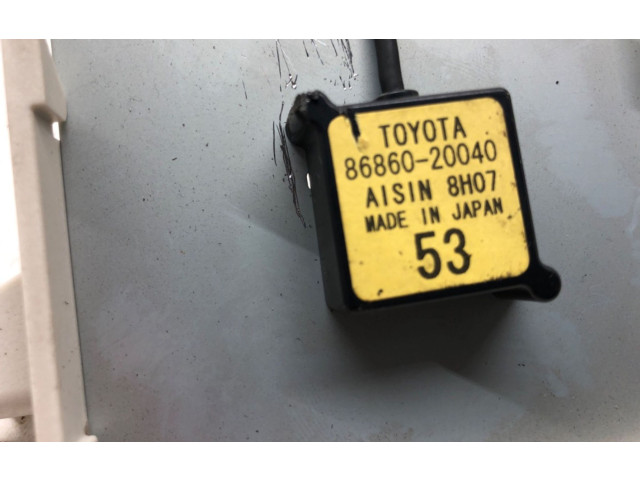 TOYOTA
86860-20040
AISIN 8H07
MADE IN JAPAN
53